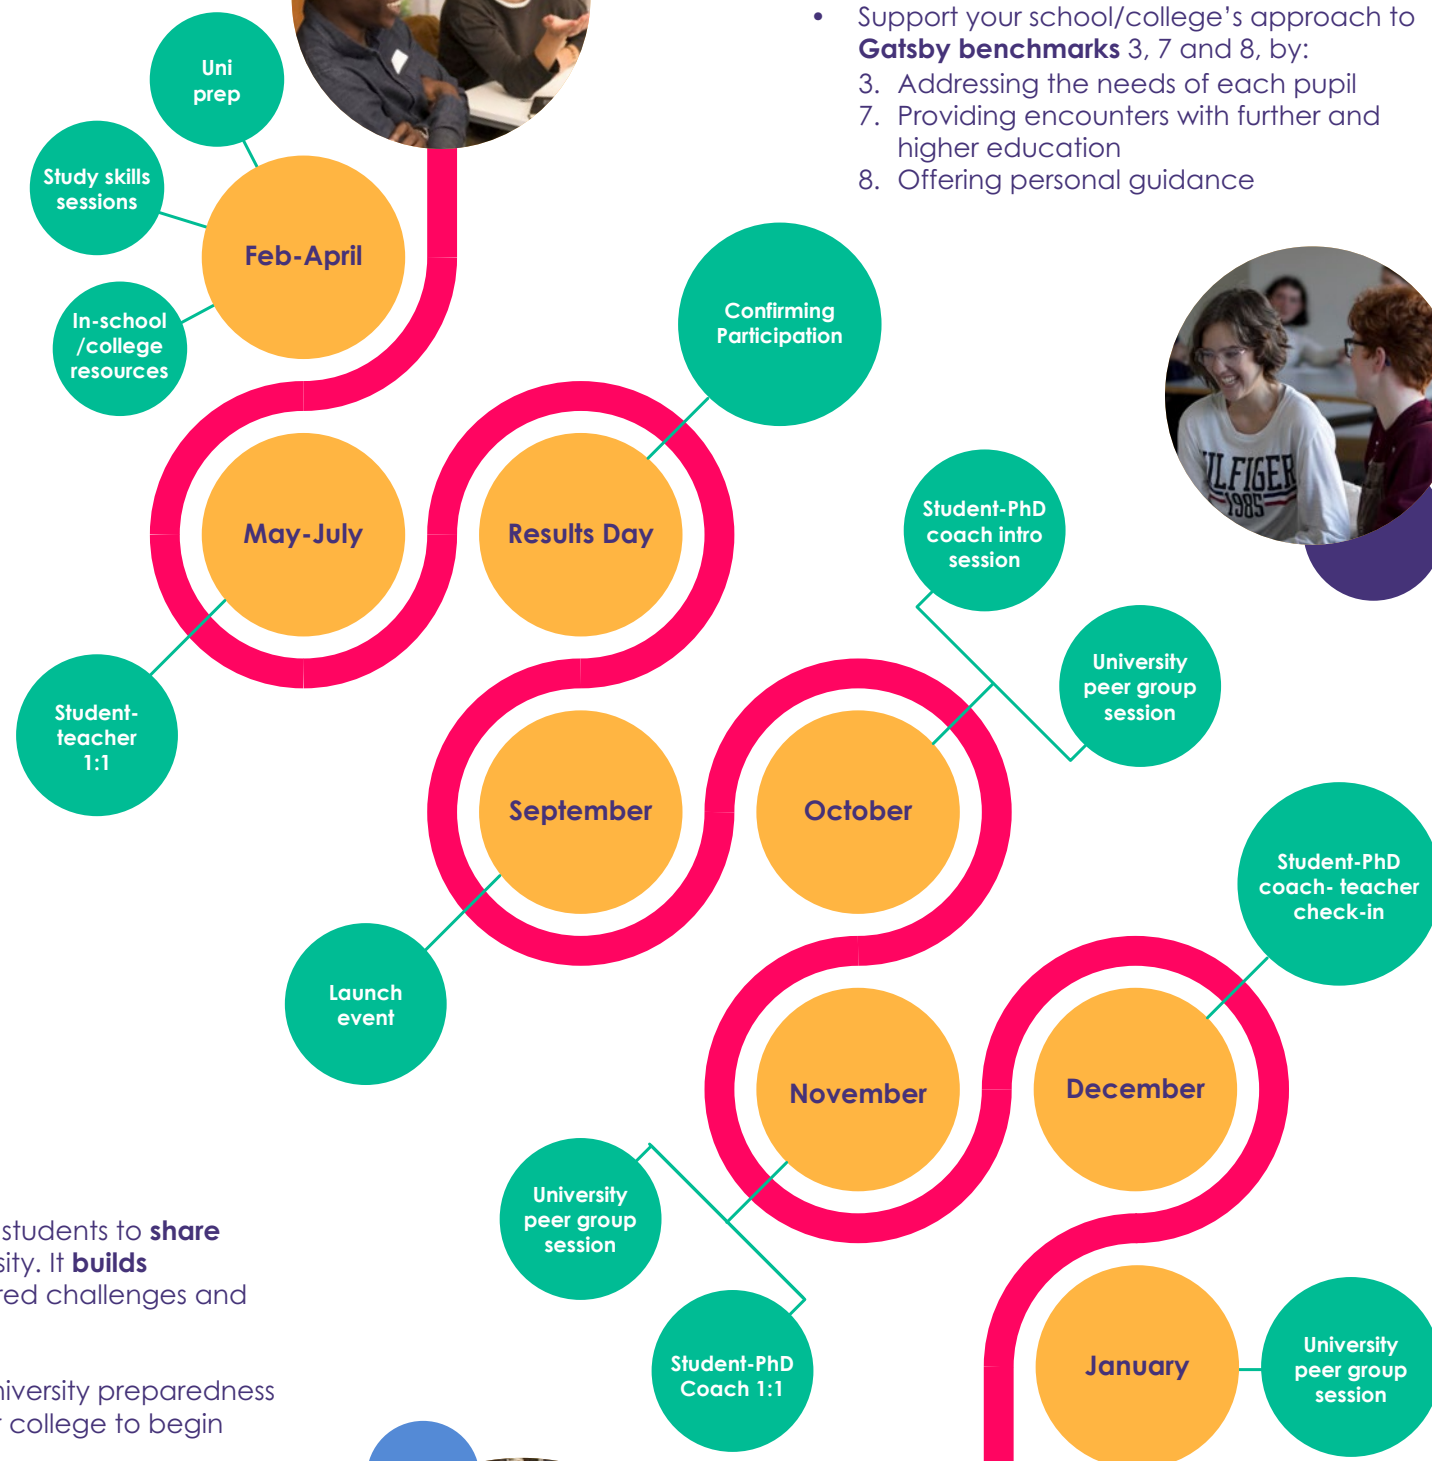 • Support your school/college’s approach to
Gatsby benchmarks 3, 7 and 8, by:
3. Addressing the needs of each pupil
7. Providing encounters with further and
higher education
8. Offering personal guidance
Uni
prep
Study skills
sessions
In-school
/college
resources
Feb-April
Confirming
Participation
HILFIGER
1985
May-July
Results Day
Student-
teacher
1:1
Student-PhD
coach intro
session
University
peer group
session
September
October
Launch
event
Student-PhD
coach- teacher
check-in
November
December
University
peer group
session
Student-PhD
Coach 1:1
January
University
peer group
session
students to share
sity. It builds
red challenges and
niversity preparedness
r college to begin